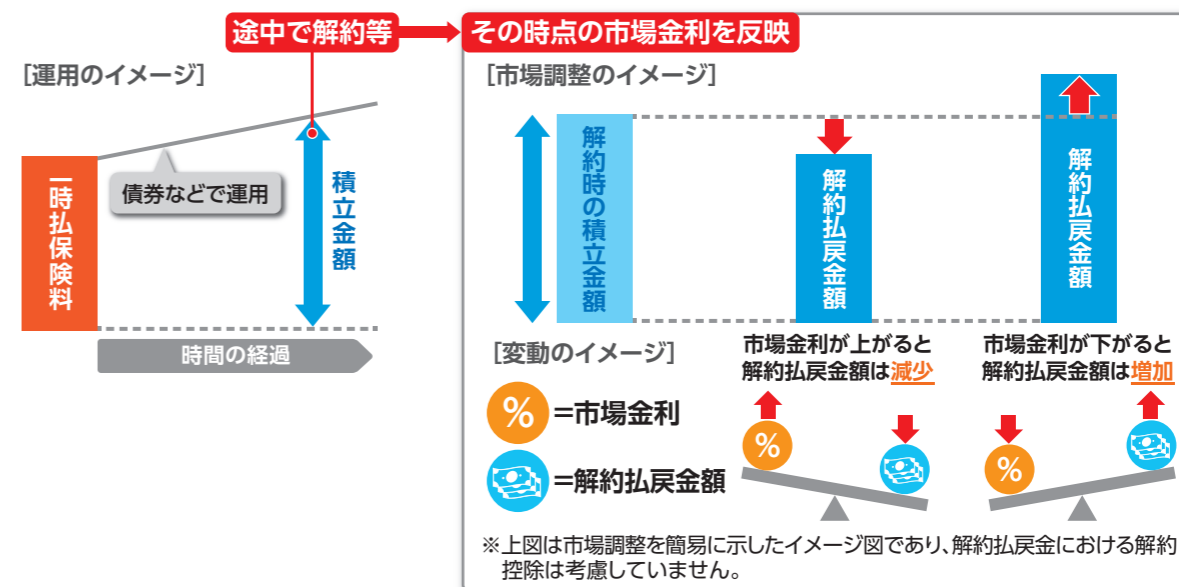 途中で解約等
その時点の市場金利を反映
[運用のイメージ]
一時払保険料
債券などで運用
積立金額
時間の経過
[市場調整のイメージ]
解約時の積立金額
解約払戻金額
解約払戻金額
市場金利が上がると
解約払戻金額は減少
市場金利が下がると
解約払戻金額は増加
[変動のイメージ]
%=市場金利
=解約払戻金額
%
%
※上図は市場調整を簡易に示したイメージ図であり、解約払戻金における解約
控除は考慮していません。